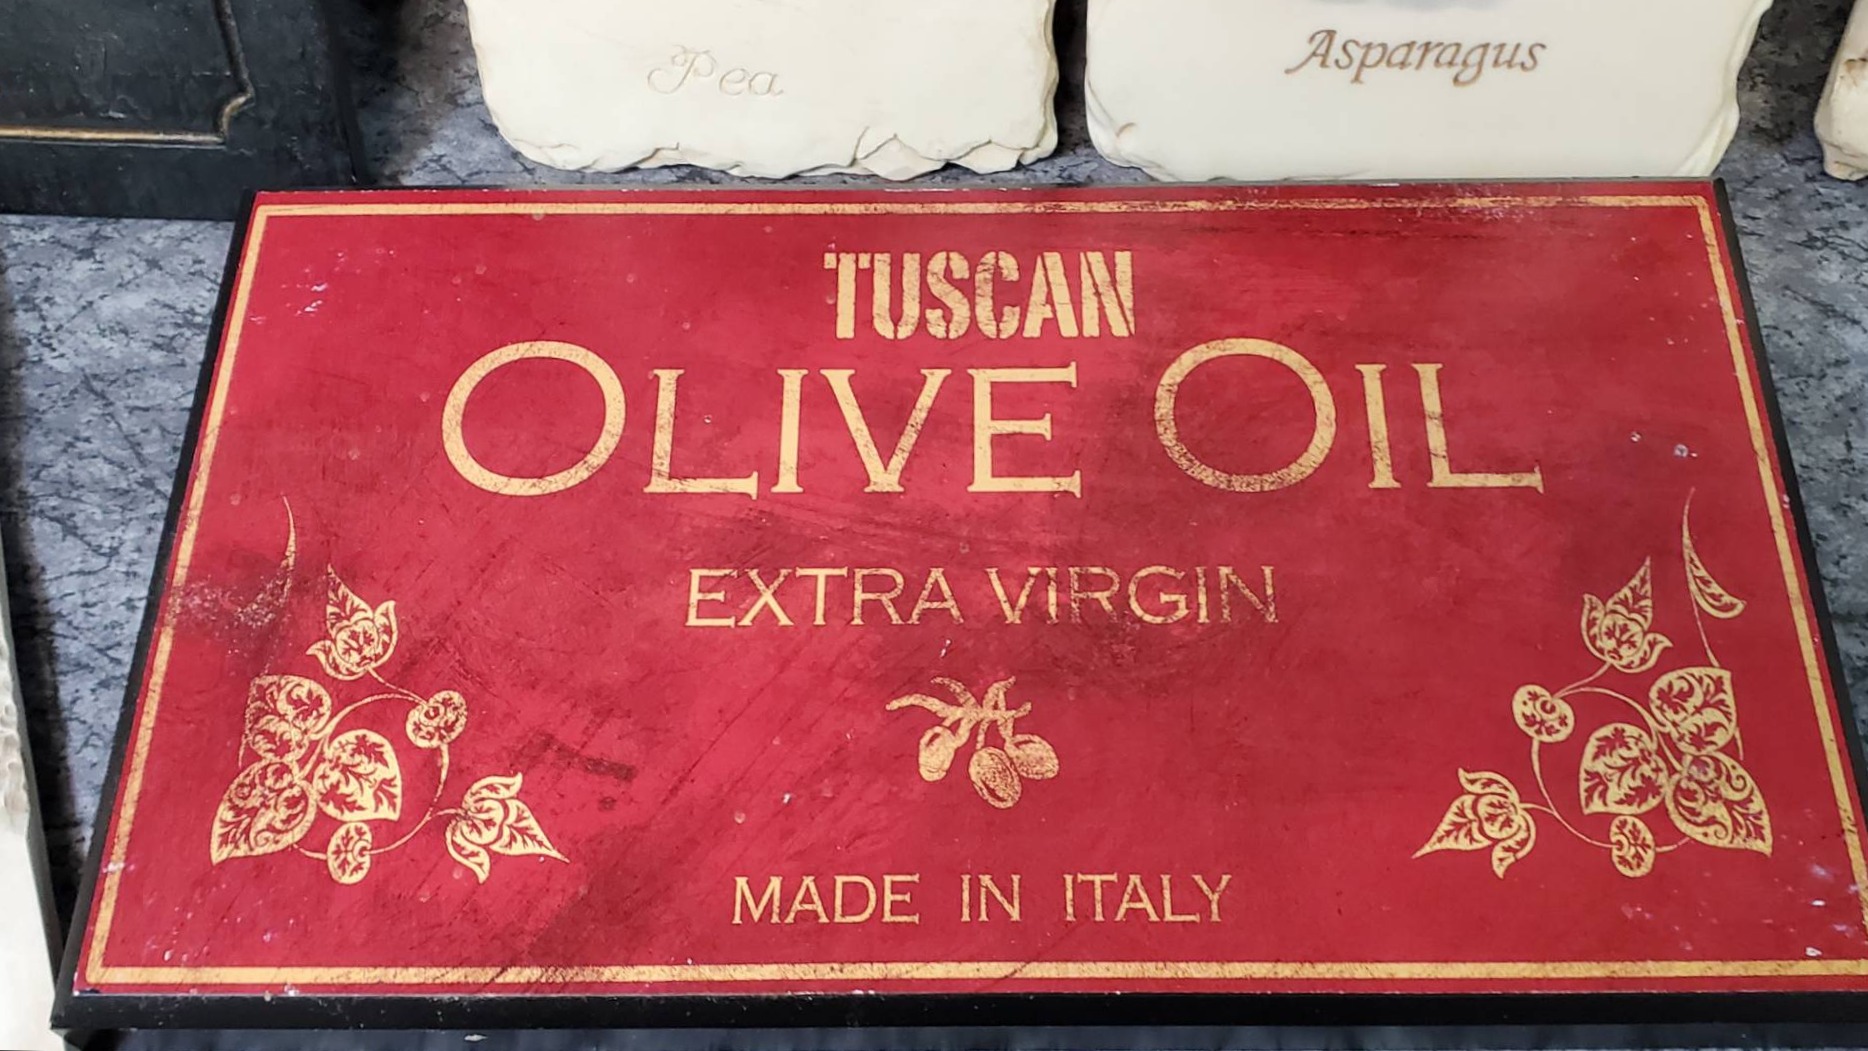 Pea
Asparagus
TUSCAN
OLIVE OIL
EXTRA VIRGIN
MADE IN ITALY